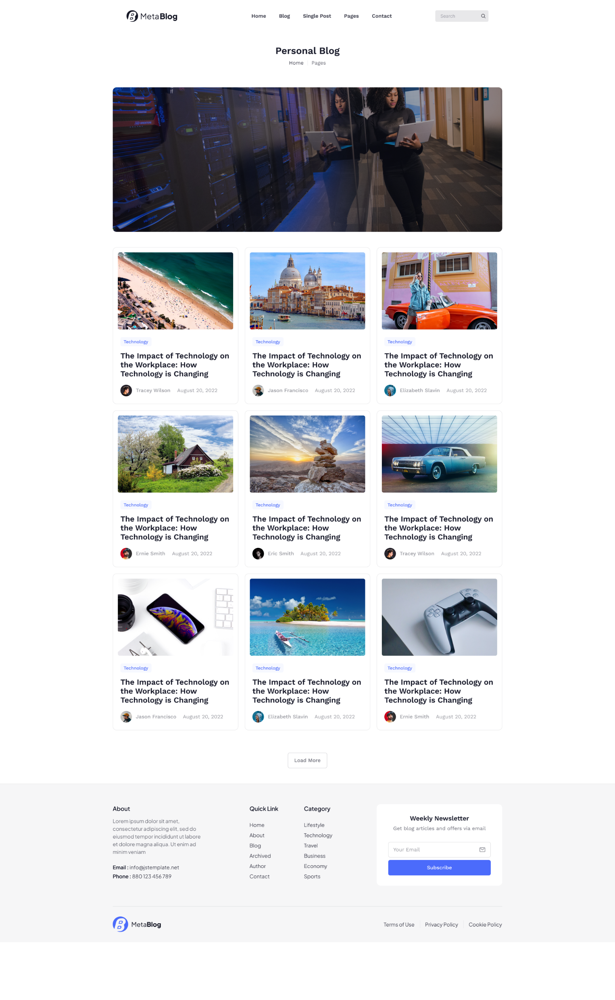 MetaBlog
Home
Blog
Single Post
Pages
Contact
Search
Personal Blog
Home
Pages
Technology
The Impact of Technology on
the Workplace: How
Technology is Changing
Tracey Wilson August 20, 2022
Technology
The Impact of Technology on
the Workplace: How
Technology is Changing
Jason Francisco August 20, 2022
Technology
The Impact of Technology on
the Workplace: How
Technology is Changing
Elizabeth Slavin August 20, 2022
Technology
The Impact of Technology on
the Workplace: How
Technology is Changing
Ernie Smith August 20, 2022
Technology
The Impact of Technology on
the Workplace: How
Technology is Changing
Eric Smith August 20, 2022
Technology
The Impact of Technology on
the Workplace: How
Technology is Changing
Tracey Wilson August 20, 2022
Technology
The Impact of Technology on
the Workplace: How
Technology is Changing
Jason Francisco August 20, 2022
Technology
The Impact of Technology on
the Workplace: How
Technology is Changing
Elizabeth Slavin August 20, 2022
Technology
The Impact of Technology on
the Workplace: How
Technology is Changing
Ernie Smith August 20, 2022
Load More
About
Lorem ipsum dolor sit amet,
consectetur adipiscing elit, sed do
eiusmod tempor incididunt ut labore
et dolore magna aliqua. Ut enim ad
minim veniam
Email : info@jstemplate.net
Phone : 880 123 456 789
Quick Link
Home
About
Blog
Archived
Author
Contact
Category
Lifestyle
Technology
Travel
Business
Economy
Sports
Weekly Newsletter
Get blog articles and offers via email
Your Email
Subscribe
MetaBlog
Terms of Use
Privacy Policy
Cookie Policy